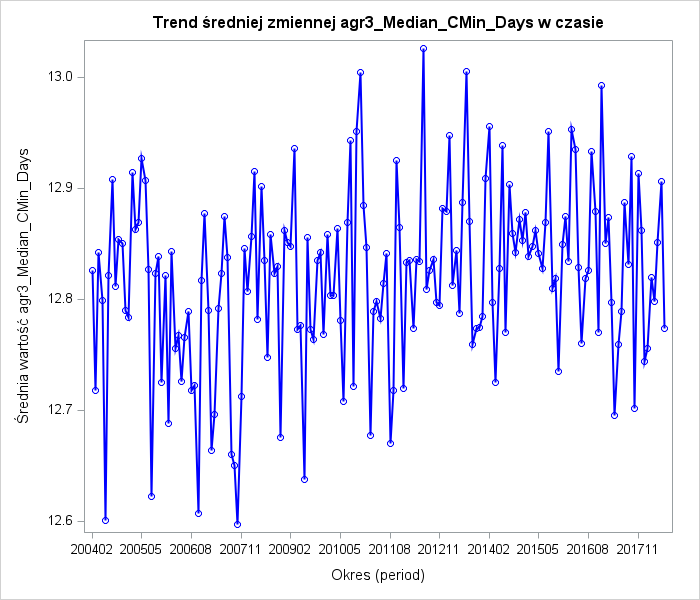 Trend średniej zmiennej agr3_Median_CMin_Days w czasie
Średnia wartość agr3_Median_CMin_Days
13.0
12.9
12.8
12.7
12.6
200402 200505 200608 200711 200902 201005 201108 201211 201402 201505 201608 201711
Okres (period)